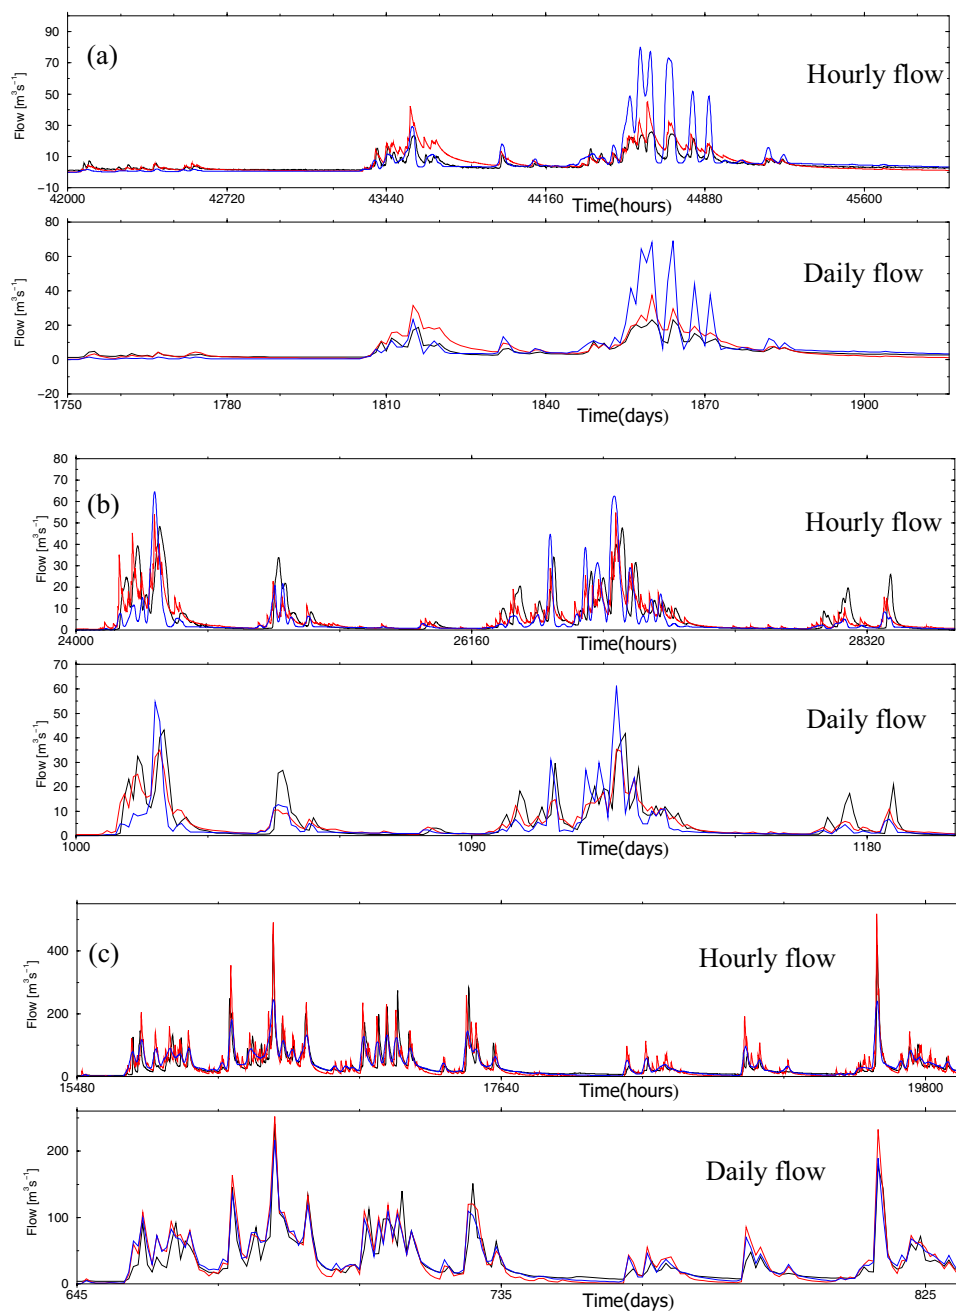 (a)
Hourly flow
Flow [m³s⁻¹]
90
70
50
30
10
−10
42000 42720 43440 44160 44880 45600
Time(hours)
Daily flow
Flow [m³s⁻¹]
80
60
40
20
0
−20
1750 1780 1810 1840 1870 1900
Time(days)
(b)
Hourly flow
Flow [m³s⁻¹]
80
70
60
50
40
30
20
10
0
24000 26160 28320
Time(hours)
Daily flow
Flow [m³s⁻¹]
70
60
50
40
30
20
10
0
1000 1090 1180
Time(days)
(c)
Hourly flow
Flow [m³s⁻¹]
400
200
0
15480 17640 19800
Time(hours)
Daily flow
Flow [m³s⁻¹]
200
100
0
645 735 825
Time(days)